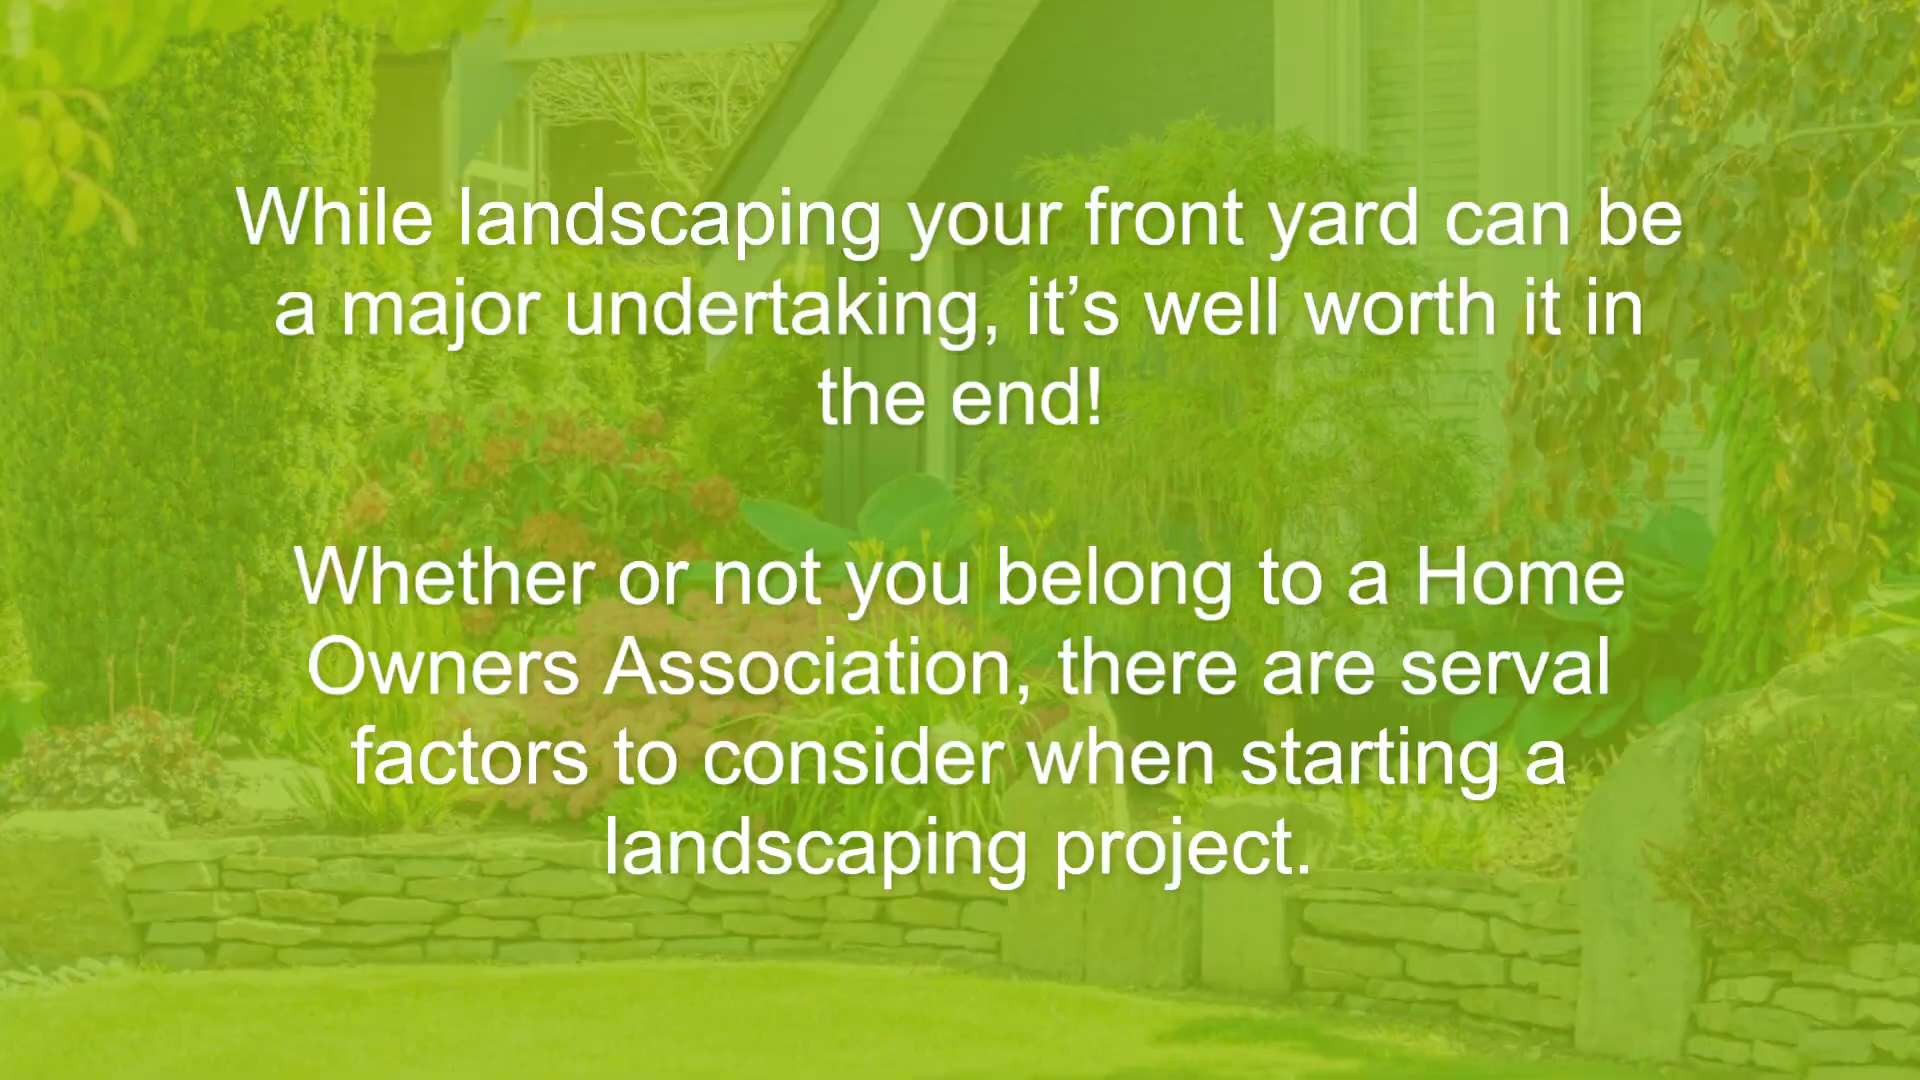 While landscaping your front yard can be
a major undertaking, it’s well worth it in
the end!
Whether or not you belong to a Home
Owners Association, there are serval
factors to consider when starting a
landscaping project.